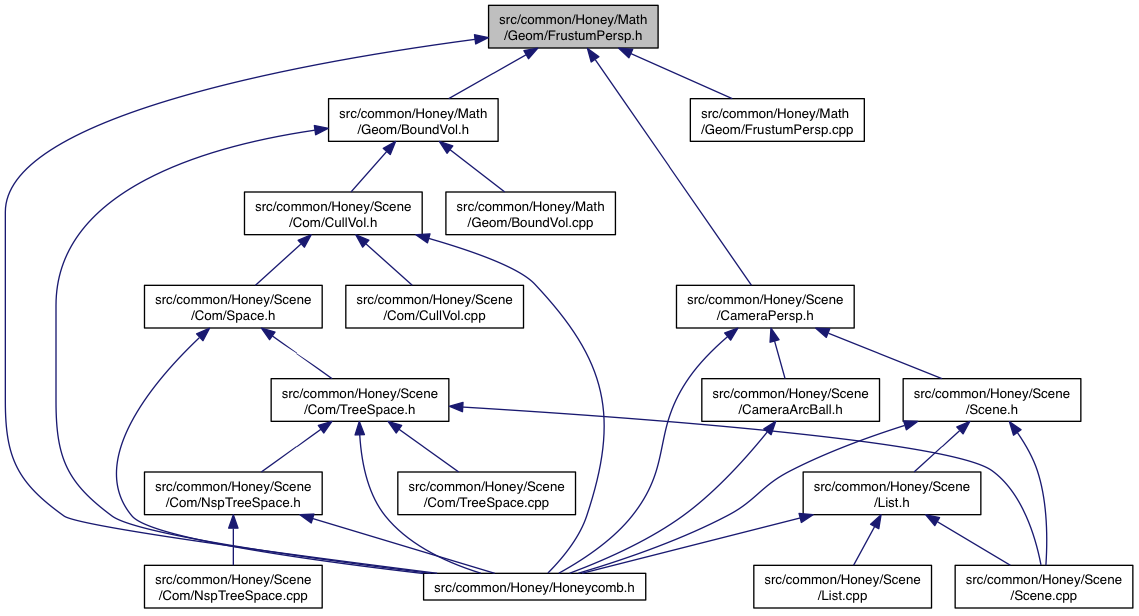 src/common/Honey/Math
/Geom/FrustumPersp.h
src/common/Honey/Math
/Geom/BoundVol.h
src/common/Honey/Math
/Geom/FrustumPersp.cpp
src/common/Honey/Scene
/Com/CullVol.h
src/common/Honey/Math
/Geom/BoundVol.cpp
src/common/Honey/Scene
/Com/Space.h
src/common/Honey/Scene
/Com/CullVol.cpp
src/common/Honey/Scene
/CameraPersp.h
src/common/Honey/Scene
/Com/TreeSpace.h
src/common/Honey/Scene
/CameraArcBall.h
src/common/Honey/Scene
/Scene.h
src/common/Honey/Scene
/Com/NspTreeSpace.h
src/common/Honey/Scene
/Com/TreeSpace.cpp
src/common/Honey/Scene
/List.h
src/common/Honey/Scene
/Com/NspTreeSpace.cpp
src/common/Honey/Honeycomb.h
src/common/Honey/Scene
/List.cpp
src/common/Honey/Scene
/Scene.cpp